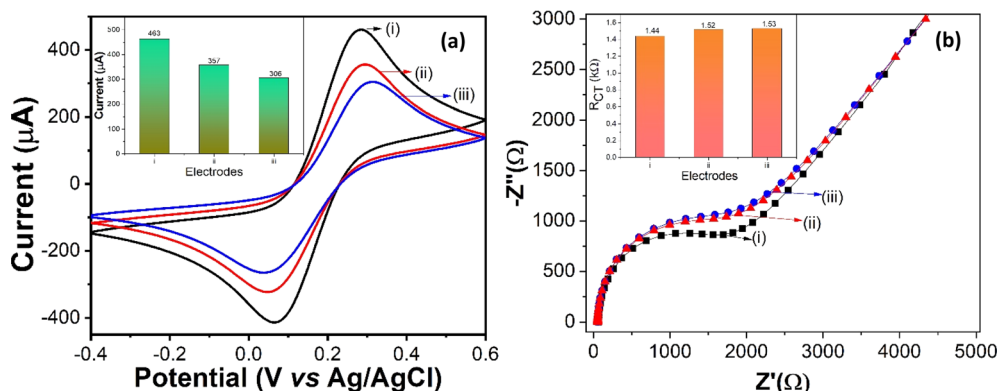 (a)
Current (μA)
400
200
0
-200
-400
-0.4
-0.2
0.0
0.2
0.4
0.6
Potential (V vs Ag/AgCl)
(i)
(ii)
(iii)
Current (μA)
500
400
300
200
100
0
463
357
306
i
ii
iii
Electrodes
(b)
-Z''(Ω)
3000
2500
2000
1500
1000
500
0
0
1000
2000
3000
4000
5000
Z'(Ω)
(iii)
(ii)
(i)
R_CT (kΩ)
1.6
1.4
1.2
1.0
0.8
0.6
0.4
0.2
0.0
1.44
1.52
1.53
i
ii
iii
Electrodes